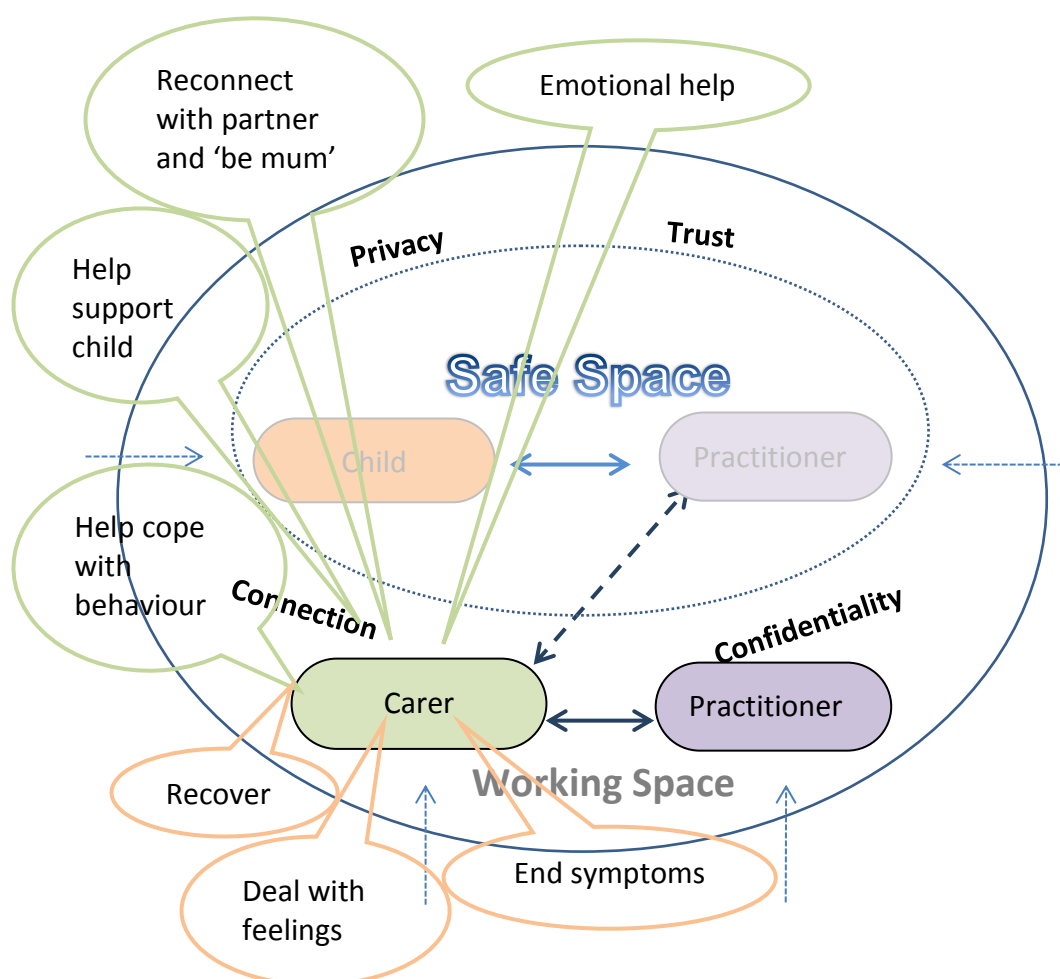 Reconnect
with partner
and ‘be mum’
Emotional help
Privacy
Trust
Help
support
child
Safe Space
Child
Practitioner
Help cope
with
behaviour
Connection
Confidentiality
Carer
Practitioner
Recover
Working Space
Deal with
feelings
End symptoms